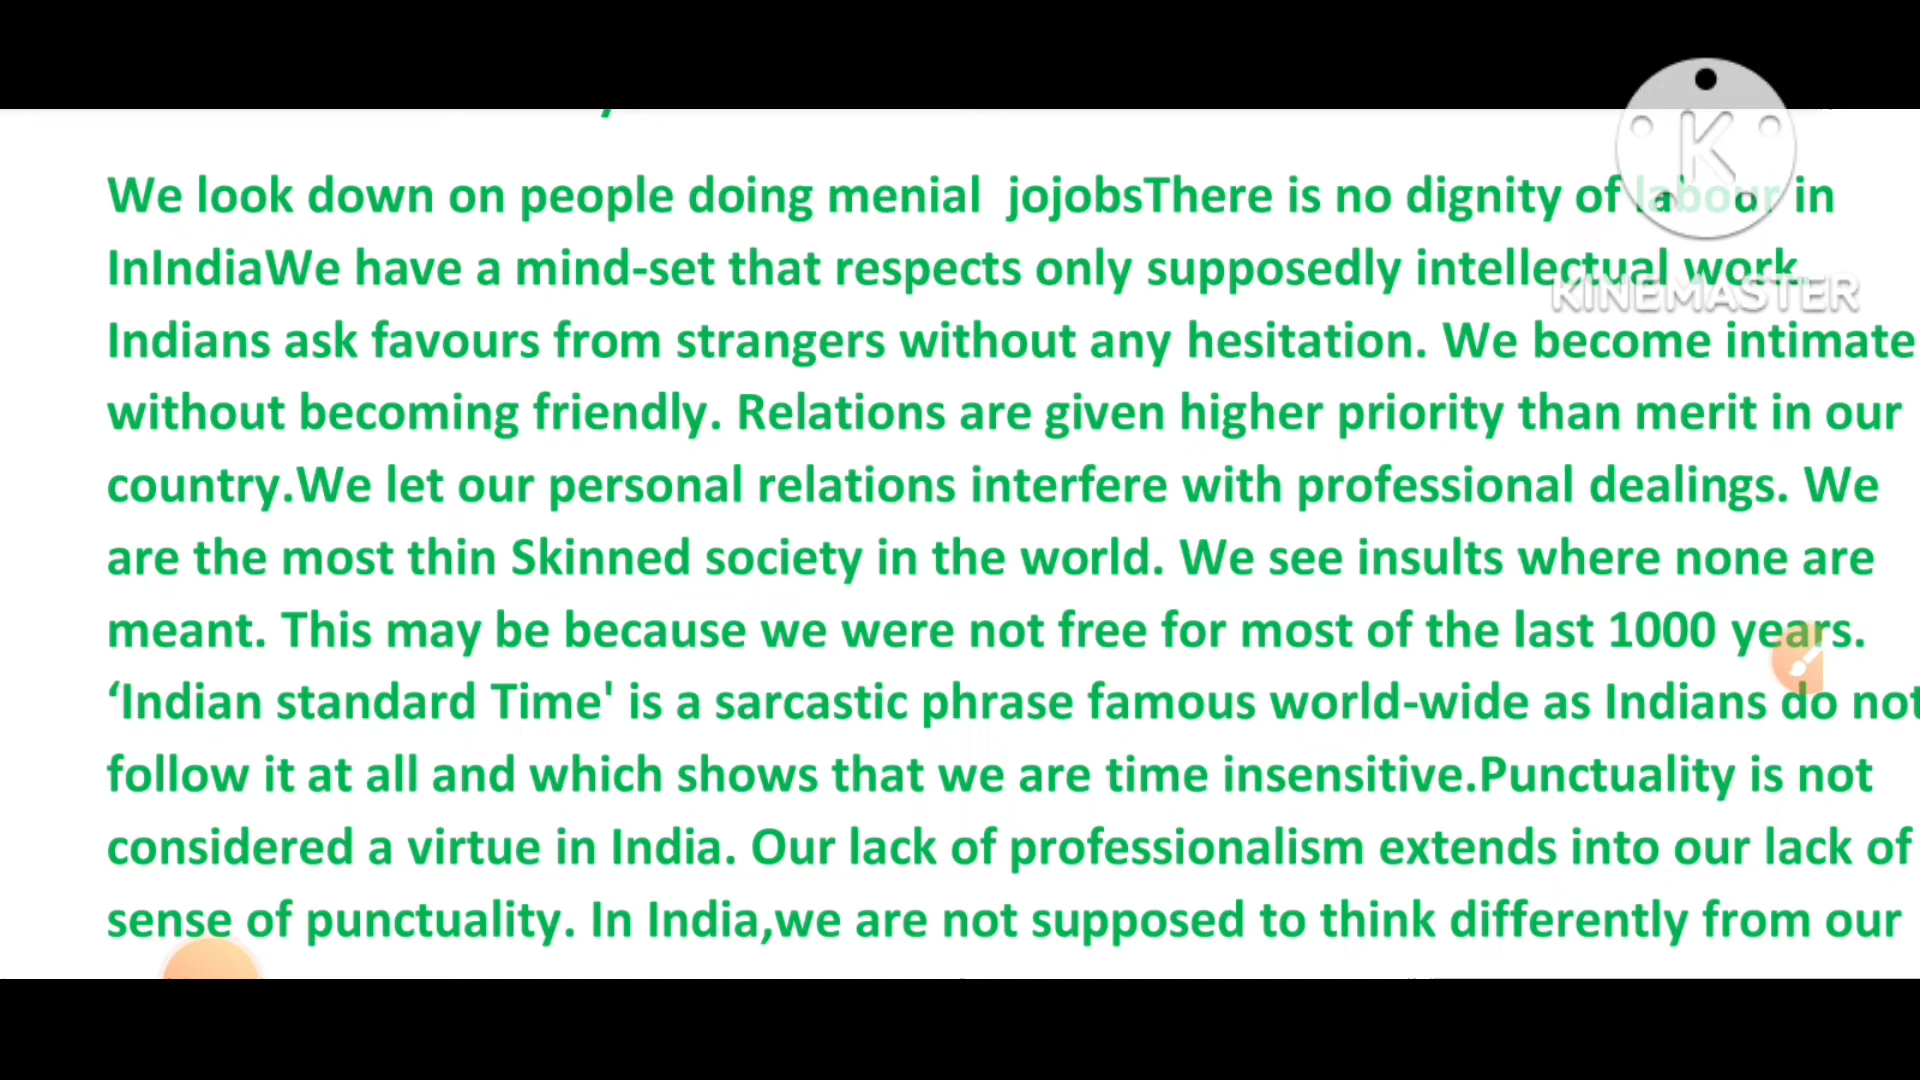 We look down on people doing menial  jojobsThere is no dignity of labour in
InIndiaWe have a mind-set that respects only supposedly intellectual work.
Indians ask favours from strangers without any hesitation. We become intimate
without becoming friendly. Relations are given higher priority than merit in our
country.We let our personal relations interfere with professional dealings. We
are the most thin Skinned society in the world. We see insults where none are
meant. This may be because we were not free for most of the last 1000 years.
‘Indian standard Time' is a sarcastic phrase famous world-wide as Indians do not
follow it at all and which shows that we are time insensitive.Punctuality is not
considered a virtue in India. Our lack of professionalism extends into our lack of
sense of punctuality. In India,we are not supposed to think differently from our
K
KINEMASTER